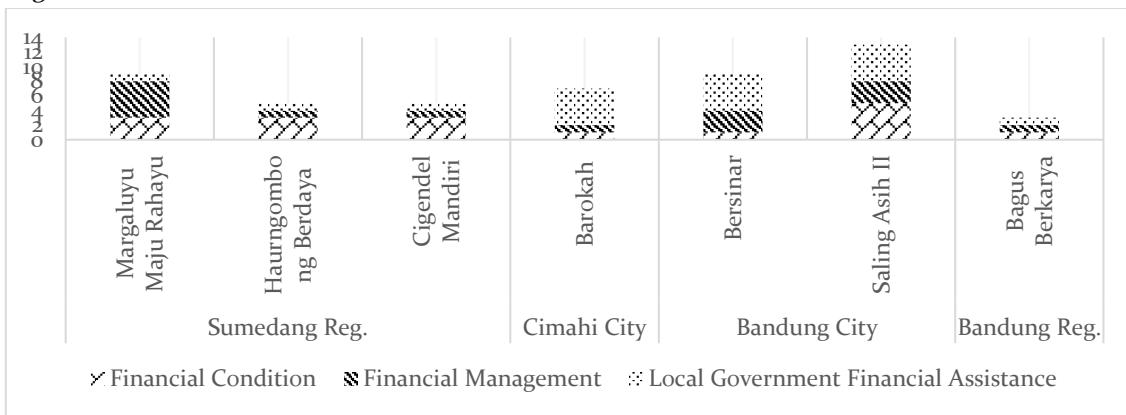 14
12
10
8
6
4
2
0
Margaluyu
Maju Rahayu
Haurngombo
ng Berdaya
Cigendel
Mandiri
Barokah
Bersinar
Saling Asih II
Bagus
Berkarya
Sumedang Reg.
Cimahi City
Bandung City
Bandung Reg.
Financial Condition
Financial Management
Local Government Financial Assistance